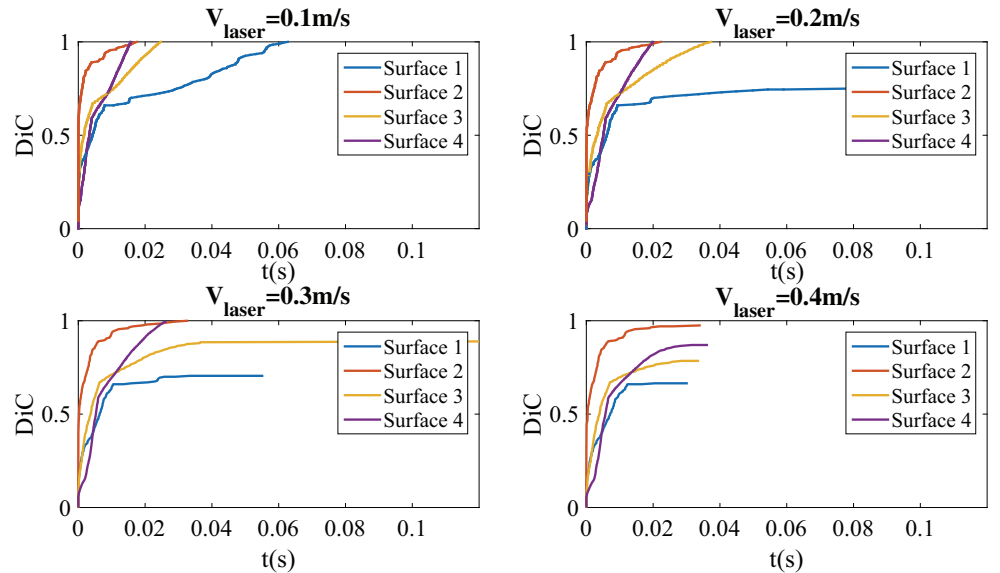 V_laser=0.1m/s
DiC
1
0.5
0
Surface 1
Surface 2
Surface 3
Surface 4
0 0.02 0.04 0.06 0.08 0.1
t(s)
V_laser=0.2m/s
DiC
1
0.5
0
Surface 1
Surface 2
Surface 3
Surface 4
0 0.02 0.04 0.06 0.08 0.1
t(s)
V_laser=0.3m/s
DiC
1
0.5
0
Surface 1
Surface 2
Surface 3
Surface 4
0 0.02 0.04 0.06 0.08 0.1
t(s)
V_laser=0.4m/s
DiC
1
0.5
0
Surface 1
Surface 2
Surface 3
Surface 4
0 0.02 0.04 0.06 0.08 0.1
t(s)